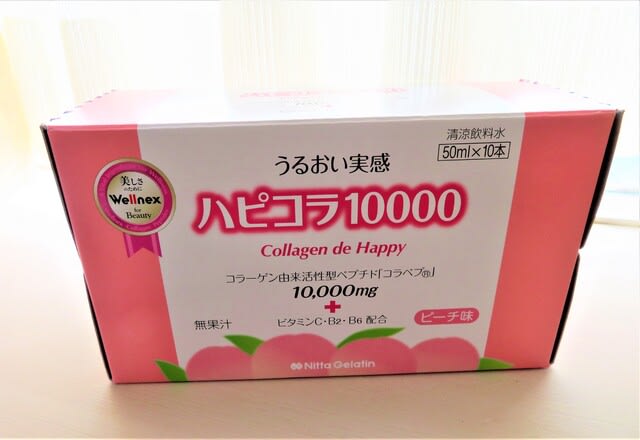 清涼飲料水
50ml×10本
うるおい実感
美しさ
のために
Wellnex
for
Beauty
ハピコラ10000
Collagen de Happy
コラーゲン由来活性型ペプチド「コラペプ㊉」
10,000mg
+
無果汁
ビタミンC・B2・B6 配合
ピーチ味
Nitta Gelatin